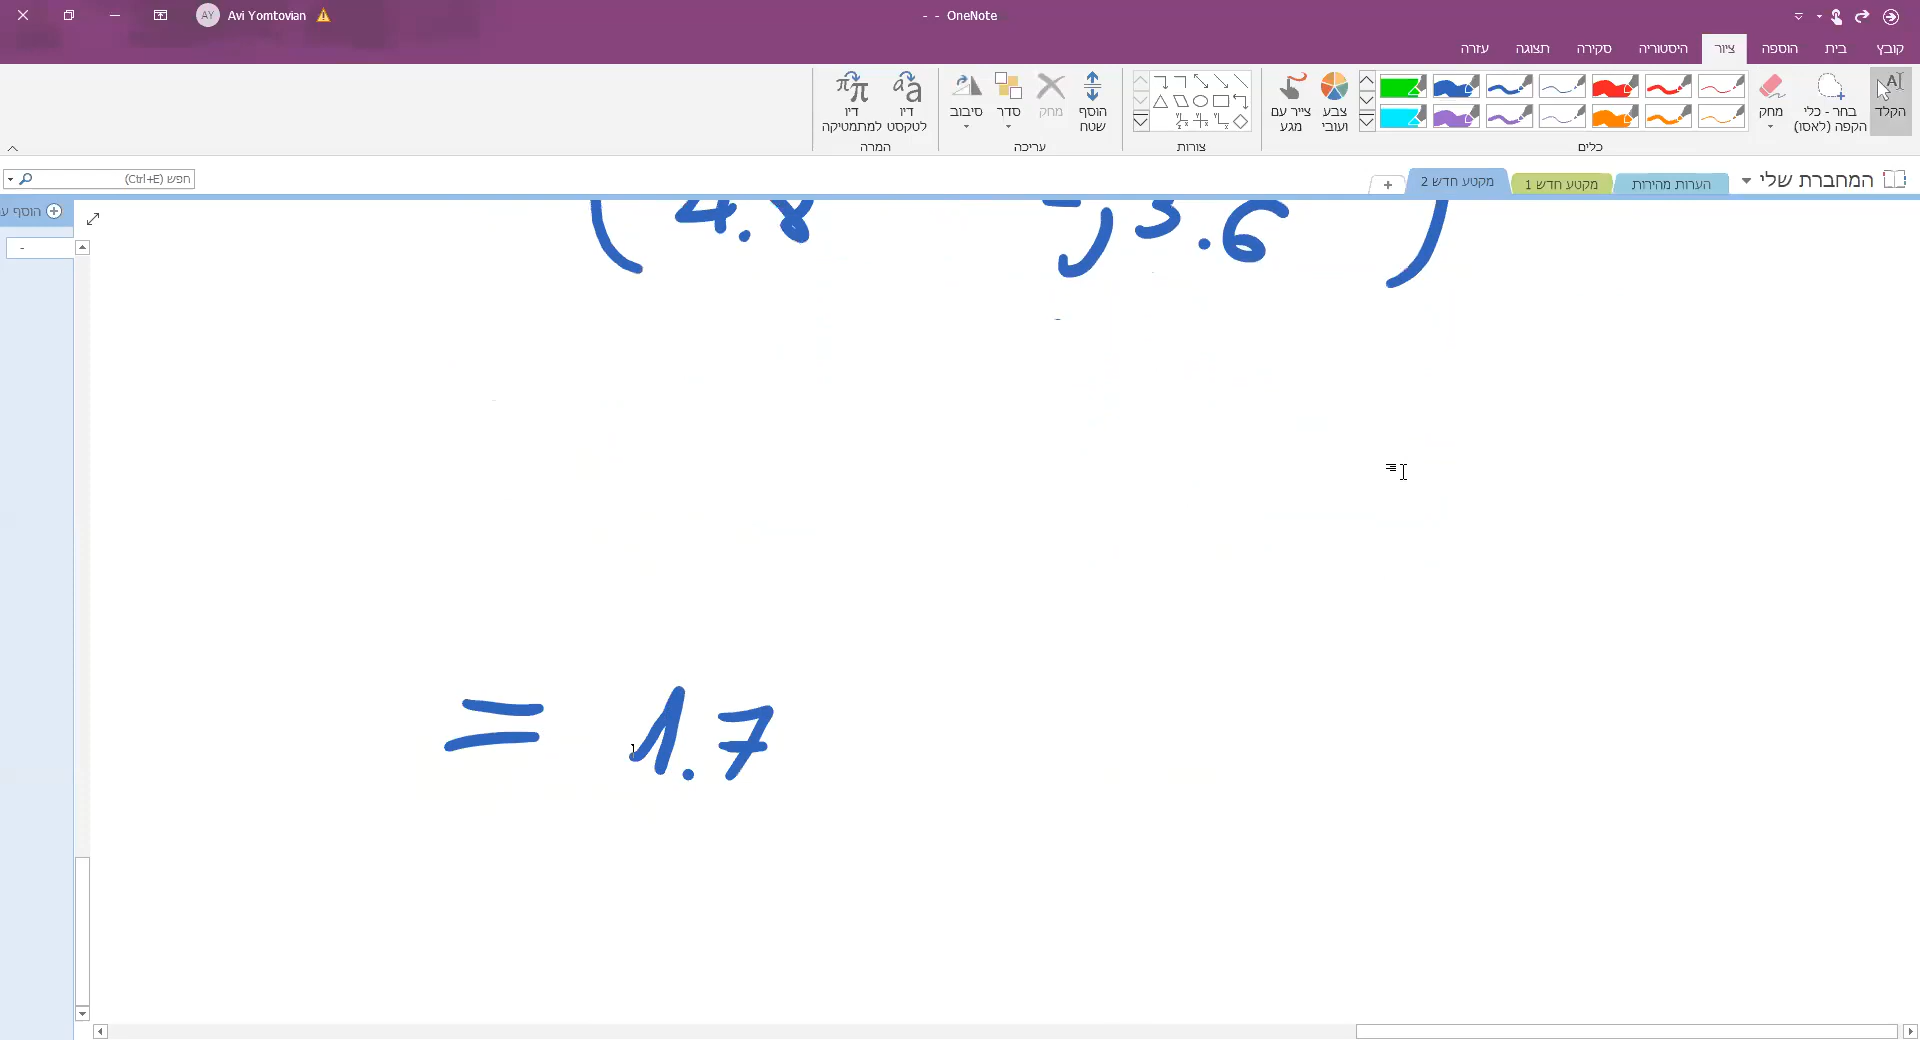 Avi Yomtovian
AY
- - OneNote
קובץ בית הוספה ציור היסטוריה סקירה תצוגה עזרה
הקלד
בחר - כלי הקפה (לאסו)
מחק
כלים
צבע ועובי
צייר עם מגע
צורות
הוסף שטח
מחק
סדר
סיבוב
עריכה
דיו לטקסט
דיו למתמטיקה
המרה
המחברת שלי
הערות מהירות
מקטע חדש 1
מקטע חדש 2
+
חפש (Ctrl+E)
הוסף
-
( 4.8 , 3.6 )
= 1.7